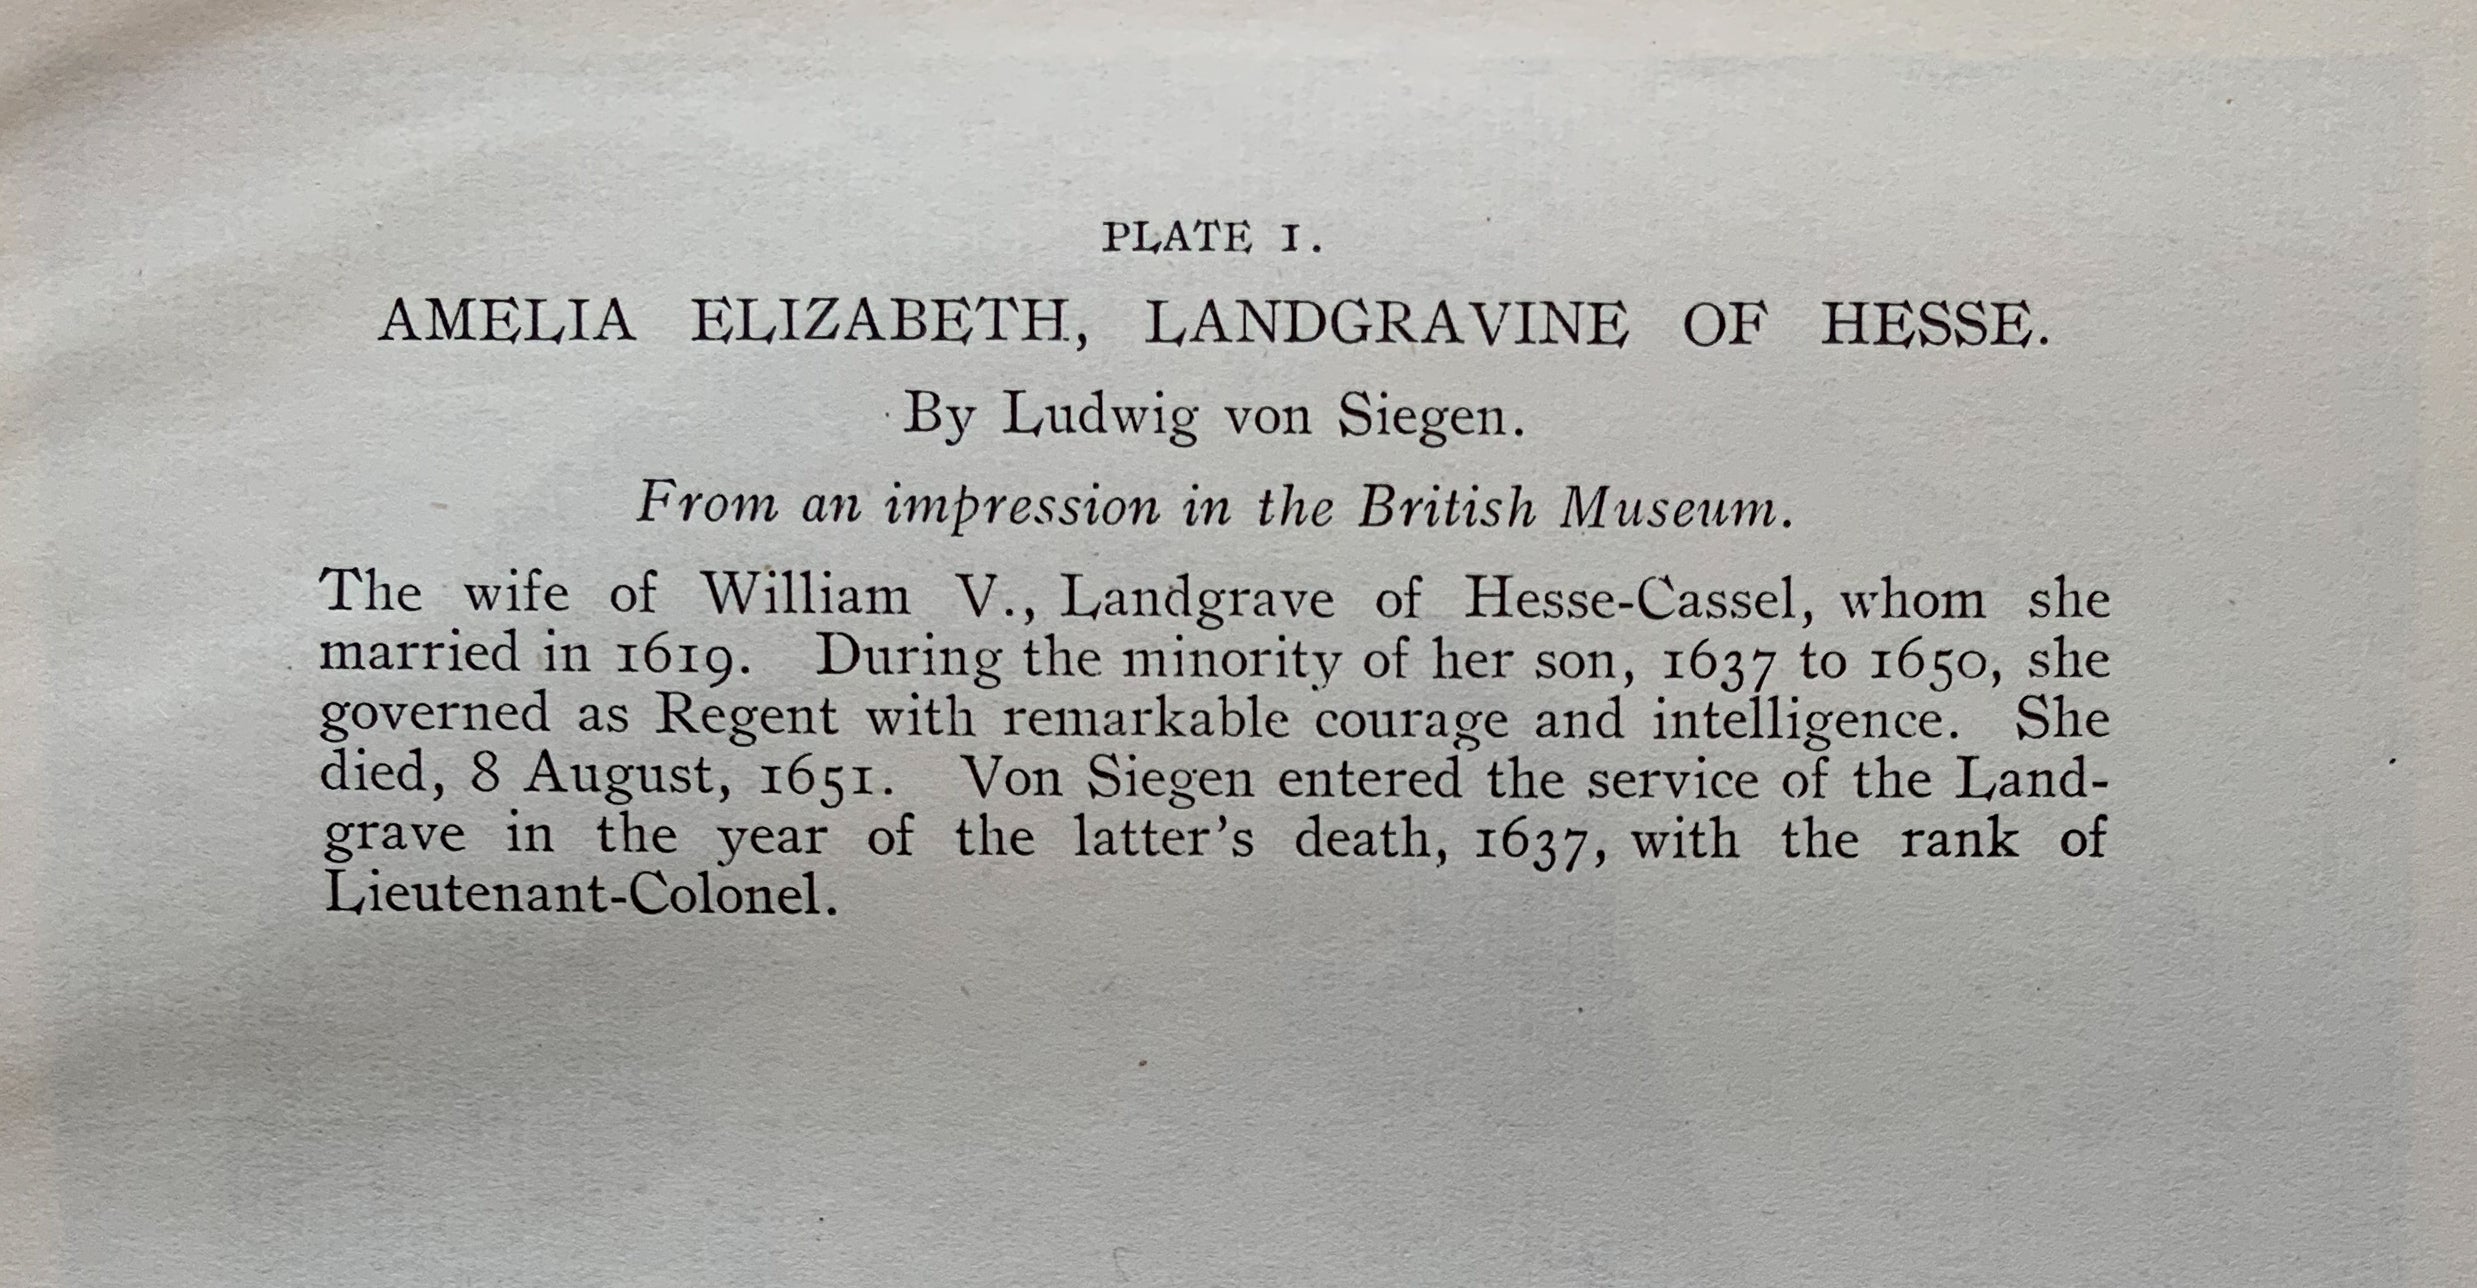 PLATE I.
AMELIA ELIZABETH, LANDGRAVINE OF HESSE.
By Ludwig von Siegen.
From an impression in the British Museum.
The wife of William V., Landgrave of Hesse-Cassel, whom she
married in 1619. During the minority of her son, 1637 to 1650, she
governed as Regent with remarkable courage and intelligence. She
died, 8 August, 1651. Von Siegen entered the service of the Land-
grave in the year of the latter's death, 1637, with the rank of
Lieutenant-Colonel.